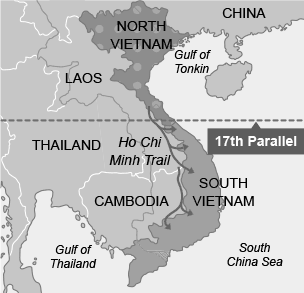 CHINA
NORTH
VIETNAM
Gulf of
Tonkin
LAOS
17th Parallel
THAILAND
Ho Chi
Minh Trail
SOUTH
VIETNAM
CAMBODIA
Gulf of
Thailand
South
China Sea